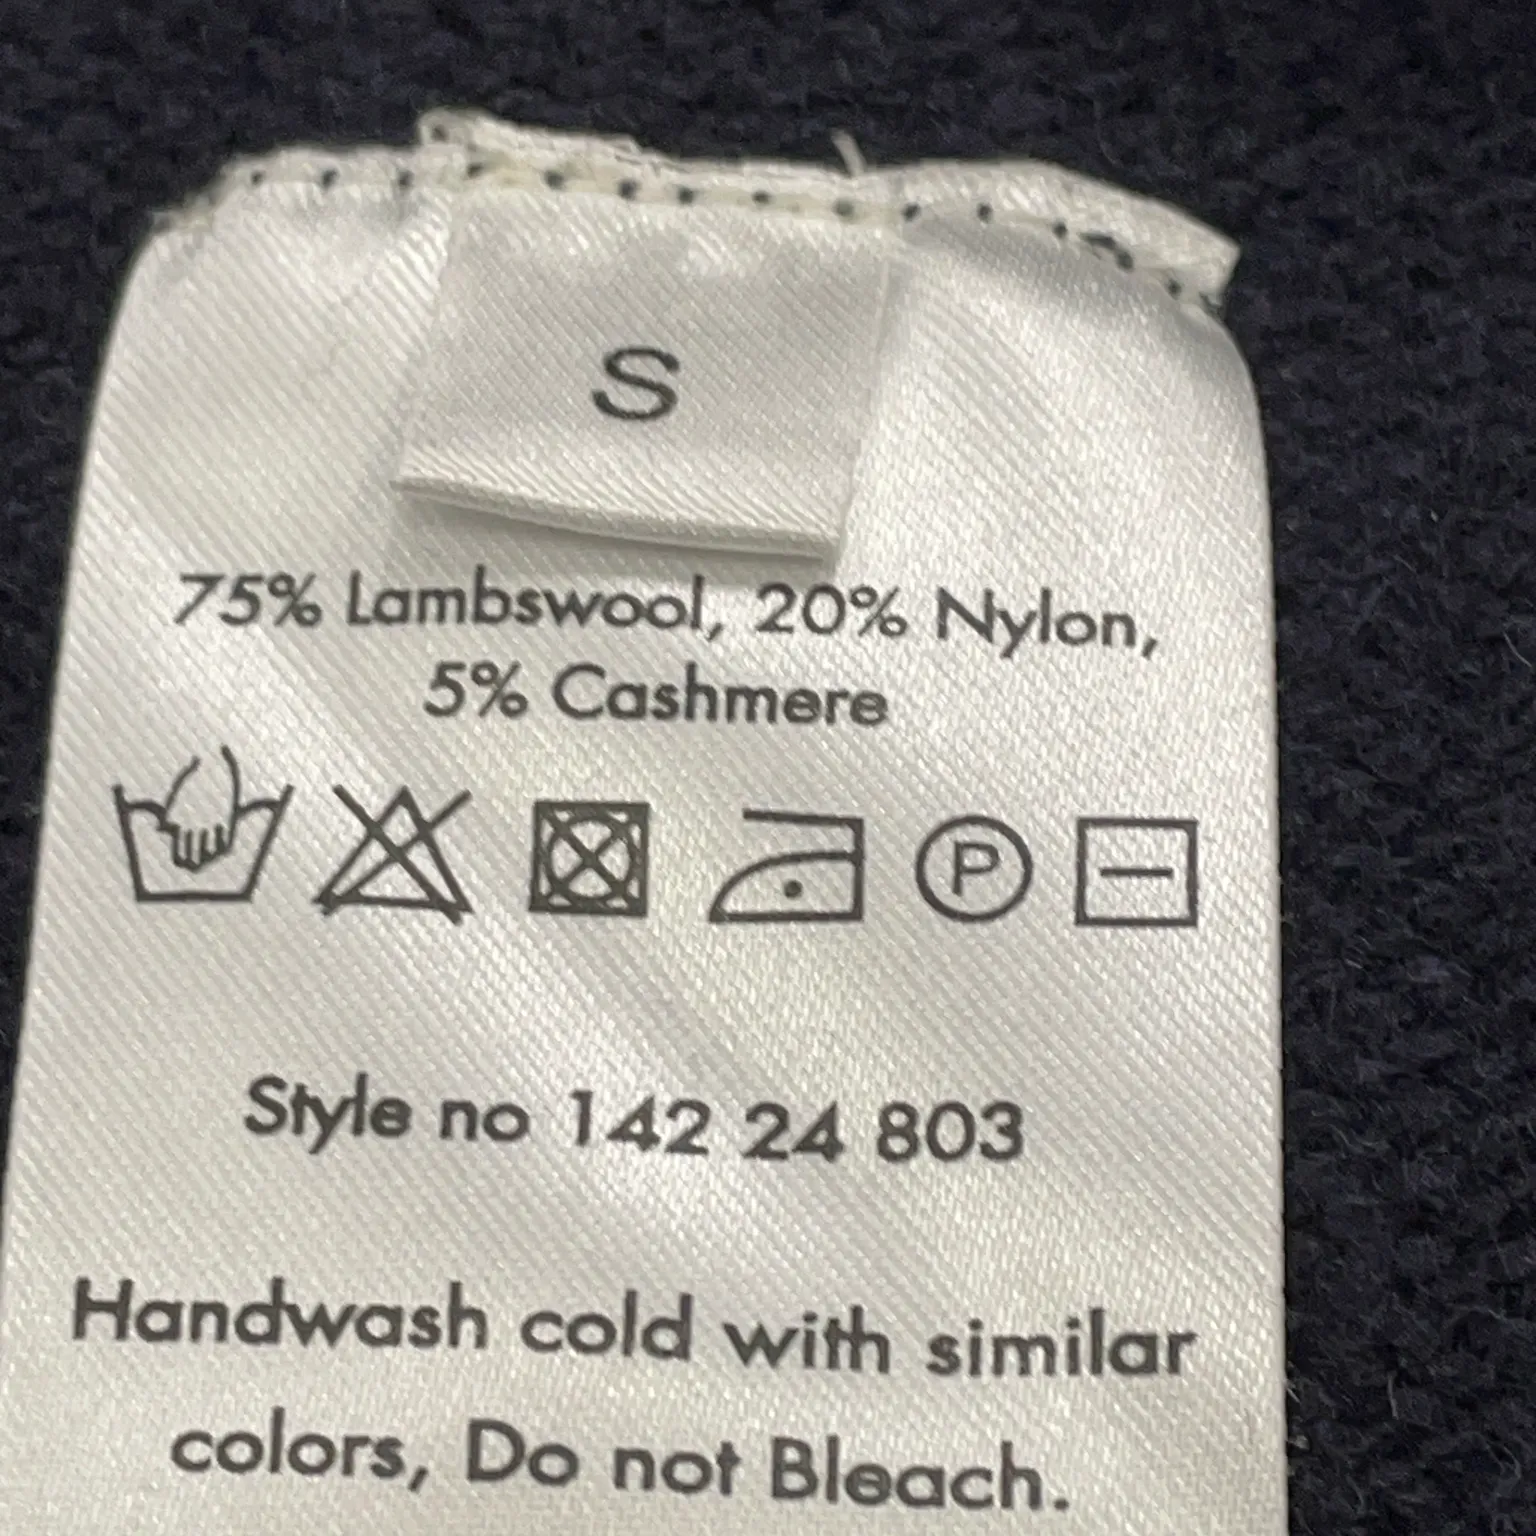 S
75% Lambswool, 20% Nylon,
5% Cashmere
P
Style no 142 24 803
Handwash cold with similar
colors, Do not Bleach.